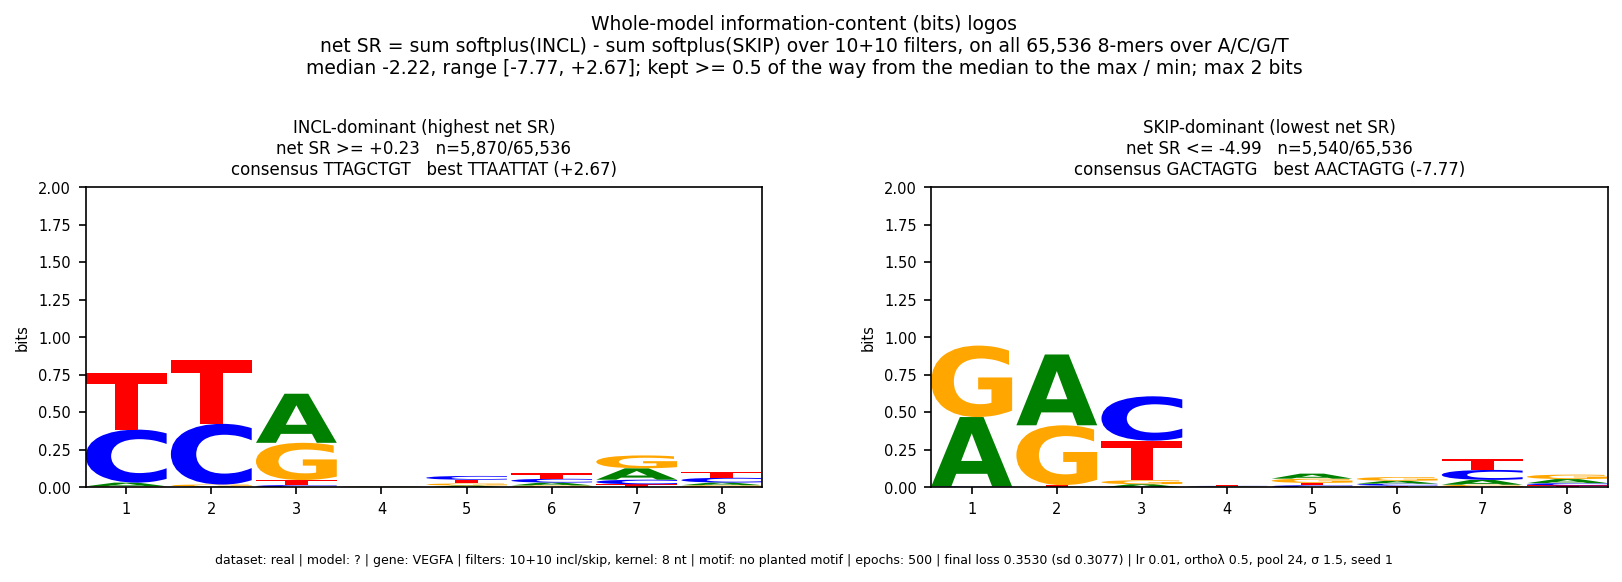 Whole-model information-content (bits) logos
net SR = sum softplus(INCL) - sum softplus(SKIP) over 10+10 filters, on all 65,536 8-mers over A/C/G/T
median -2.22, range [-7.77, +2.67]; kept >= 0.5 of the way from the median to the max / min; max 2 bits
INCL-dominant (highest net SR)
net SR >= +0.23   n=5,870/65,536
consensus TTAGCTGT   best TTAATTAT (+2.67)
2.00
1.75
1.50
1.25
1.00
0.75
0.50
0.25
0.00
bits
1 2 3 4 5 6 7 8
SKIP-dominant (lowest net SR)
net SR <= -4.99   n=5,540/65,536
consensus GACTAGTG   best AACTAGTG (-7.77)
2.00
1.75
1.50
1.25
1.00
0.75
0.50
0.25
0.00
bits
1 2 3 4 5 6 7 8
dataset: real | model: ? | gene: VEGFA | filters: 10+10 incl/skip, kernel: 8 nt | motif: no planted motif | epochs: 500 | final loss 0.3530 (sd 0.3077) | lr 0.01, orthoλ 0.5, pool 24, σ 1.5, seed 1